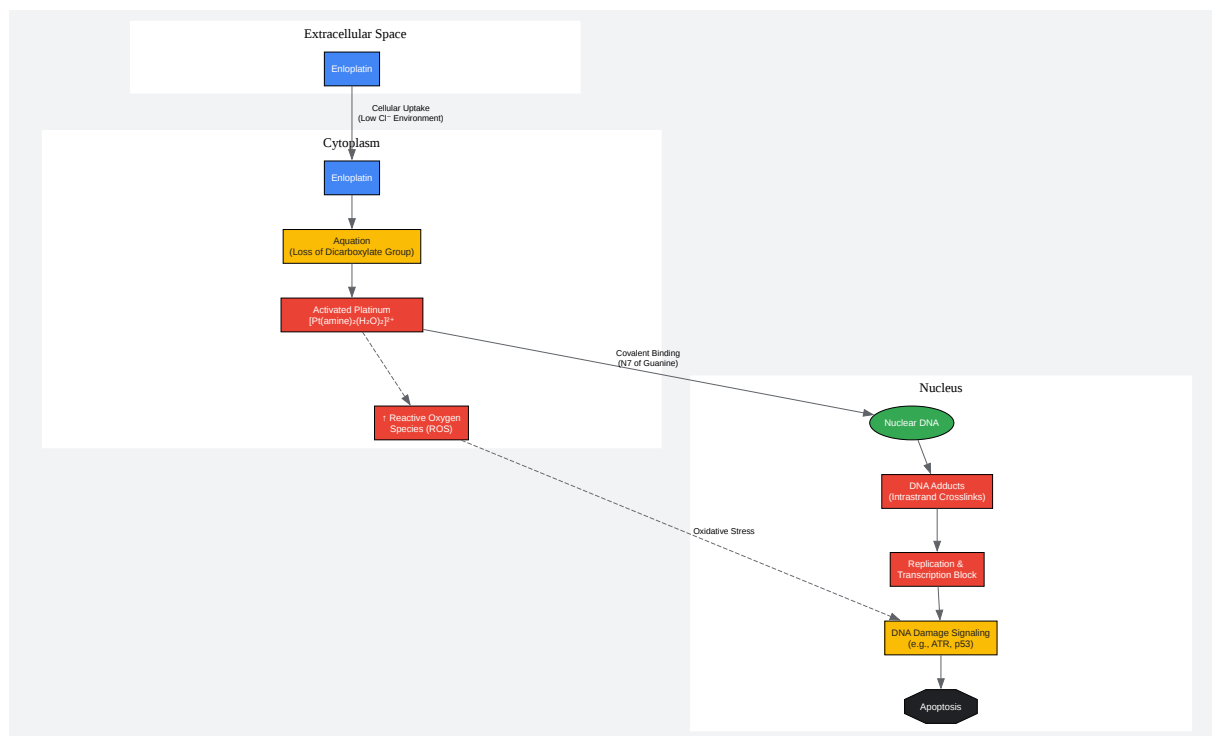 Extracellular Space
Enloplatin
Cellular Uptake
(Low Cl⁻ Environment)
Cytoplasm
Enloplatin
Aquation
(Loss of Dicarboxylate Group)
Activated Platinum
[Pt(amine)₂(H₂O)₂]²⁺
Covalent Binding
(N7 of Guanine)
↑ Reactive Oxygen
Species (ROS)
Oxidative Stress
Nucleus
Nuclear DNA
DNA Adducts
(Intrastrand Crosslinks)
Replication &
Transcription Block
DNA Damage Signaling
(e.g., ATR, p53)
Apoptosis